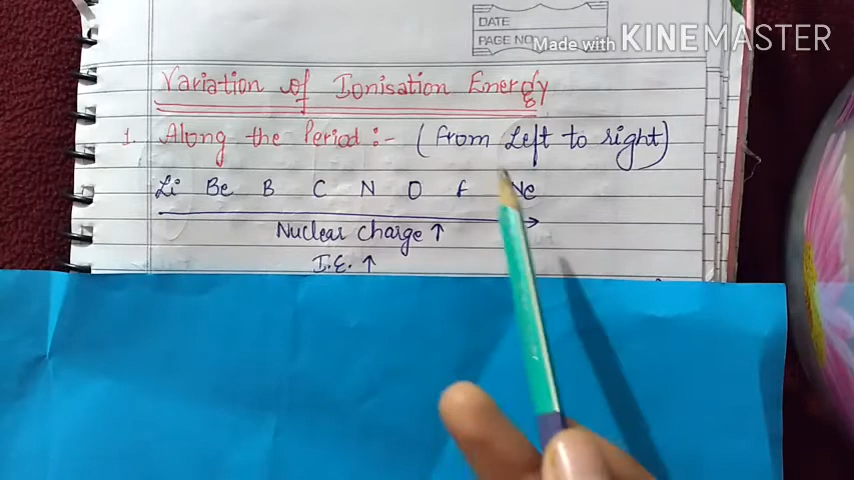 DATE
PAGE NO.
Made with KINEMASTER
Variation of Ionisation Energy
1. Along the Period :- (from Left to right)
Li Be B C N O F Ne
Nuclear Charge ↑
I.E. ↑